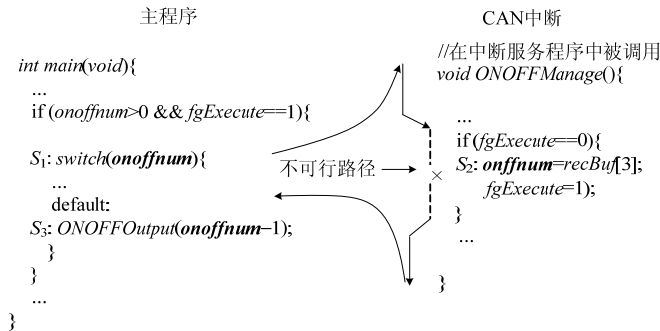 主程序
int main(void){
...
if (onoffnum>0 && fgExecute==1){
S1: switch(onoffnum){
...
default:
S3: ONOFFOutput(onoffnum−1);
}
}
...
}
不可行路径
×
CAN中断
//在中断服务程序中被调用
void ONOFFManage(){
...
if (fgExecute==0){
S2: onffnum=recBuf[3];
fgExecute=1);
}
...
}